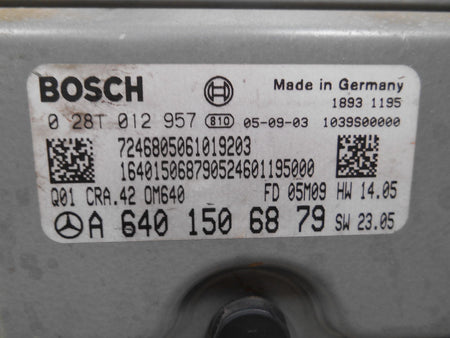 BOSCH
Made in Germany
1893 1195
0 28T 012 957 810 05-09-03 1039S00000
7246805061019203
164015068790524601195000
Q01 CRA.42 OM640 FD 05M09 HW 14.05
A 640 150 68 79 SW 23.05